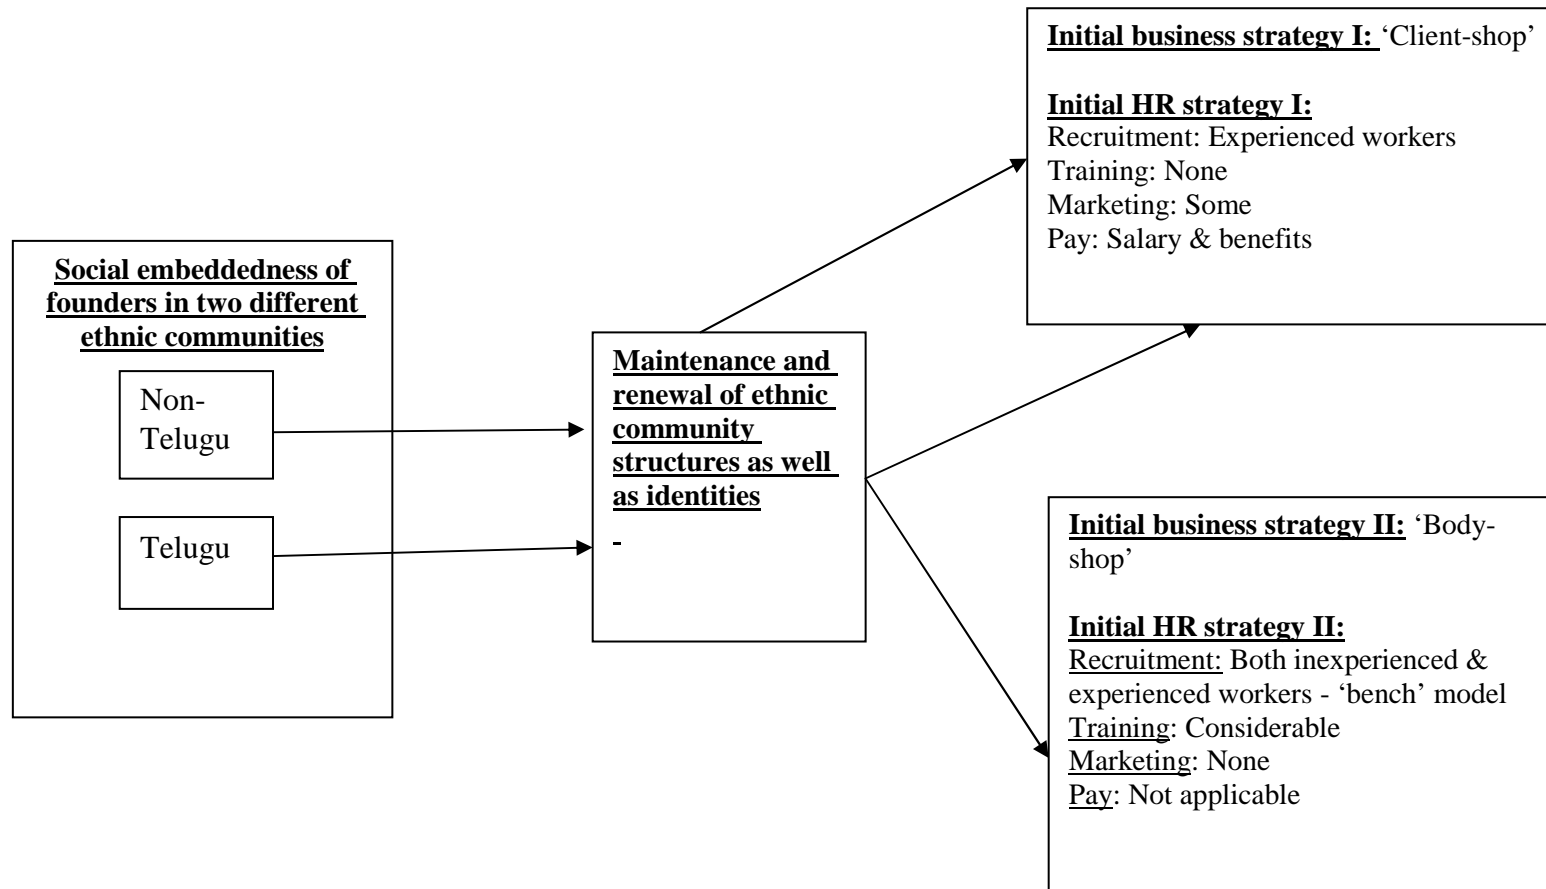 Social embeddedness of
founders in two different
ethnic communities
Non-
Telugu
Telugu
Maintenance and
renewal of ethnic
community
structures as well
as identities
-
Initial business strategy I: ‘Client-shop’
Initial HR strategy I:
Recruitment: Experienced workers
Training: None
Marketing: Some
Pay: Salary & benefits
Initial business strategy II: ‘Body-
shop’
Initial HR strategy II:
Recruitment: Both inexperienced &
experienced workers - ‘bench’ model
Training: Considerable
Marketing: None
Pay: Not applicable